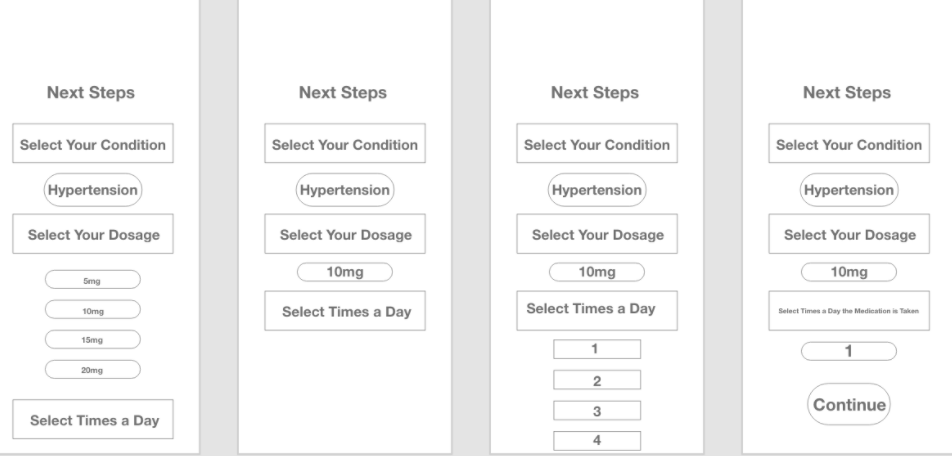 Next Steps
Select Your Condition
Hypertension
Select Your Dosage
5mg
10mg
15mg
20mg
Select Times a Day
Next Steps
Select Your Condition
Hypertension
Select Your Dosage
10mg
Select Times a Day
Next Steps
Select Your Condition
Hypertension
Select Your Dosage
10mg
Select Times a Day
1
2
3
4
Next Steps
Select Your Condition
Hypertension
Select Your Dosage
10mg
Select Times a Day the Medication is Taken
1
Continue